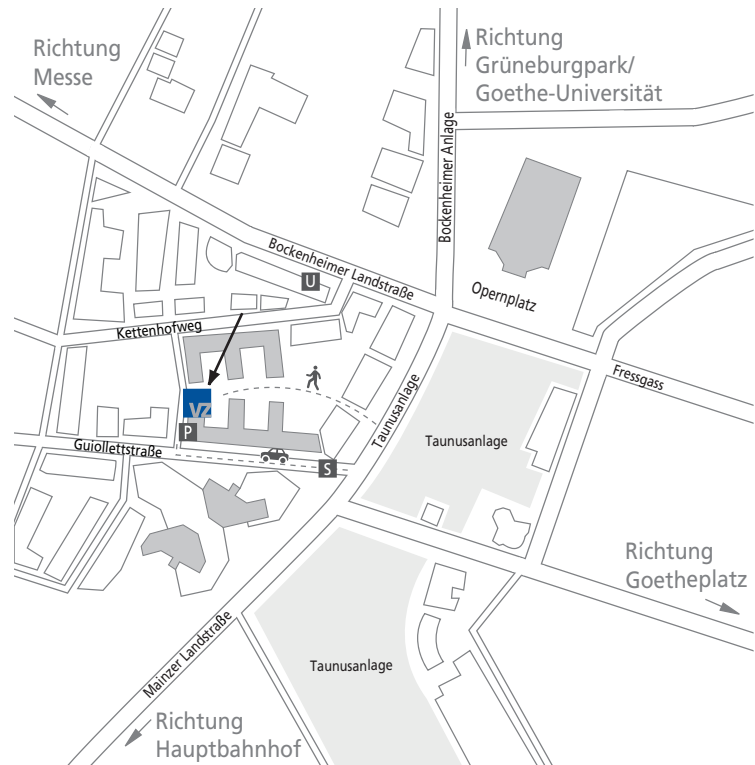 Richtung
Messe
Richtung
Grüneburgpark/
Goethe-Universität
Bockenheimer Anlage
Bockenheimer Landstraße
U
Opernplatz
Kettenhofweg
Fressgass
Taunusanlage
VZ
P
Taunusanlage
Guiollettstraße
S
Richtung
Goetheplatz
Mainzer Landstraße
Taunusanlage
Richtung
Hauptbahnhof